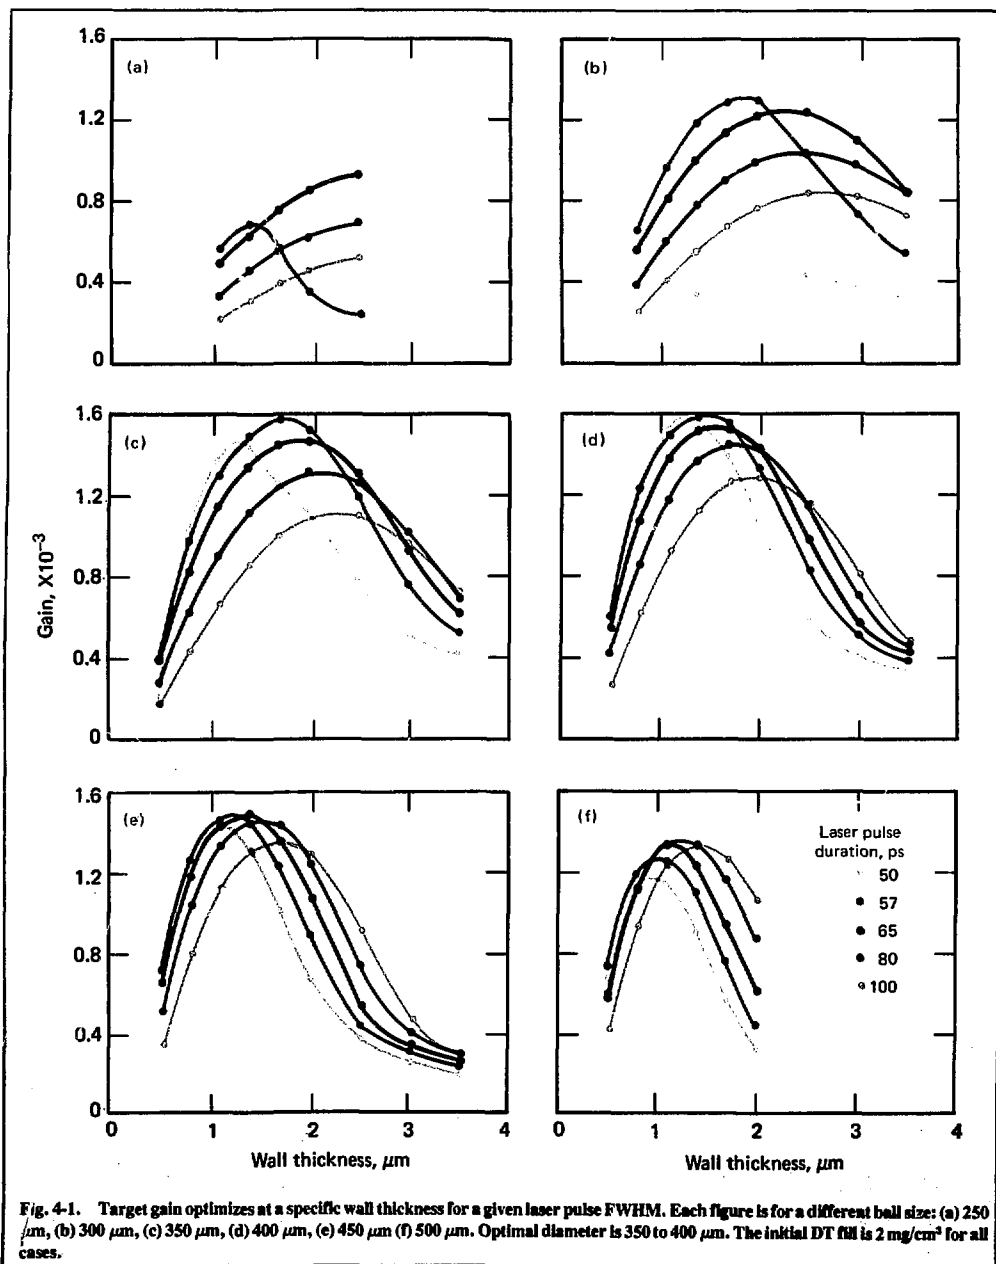 1.6
(a)
(b)
1.2
0.8
0.4
0
1.6
(c)
(d)
1.2
Gain, X10⁻³
0.8
0.4
0
1.6
(e)
(f)
Laser pulse
duration, ps
50
57
65
80
100
1.2
0.8
0.4
0
0 1 2 3 4
0 1 2 3 4
Wall thickness, μm
Wall thickness, μm
Fig. 4-1. Target gain optimizes at a specific wall thickness for a given laser pulse FWHM. Each figure is for a different ball size: (a) 250
μm, (b) 300 μm, (c) 350 μm, (d) 400 μm, (e) 450 μm (f) 500 μm. Optimal diameter is 350 to 400 μm. The initial DT fill is 2 mg/cm³ for all
cases.